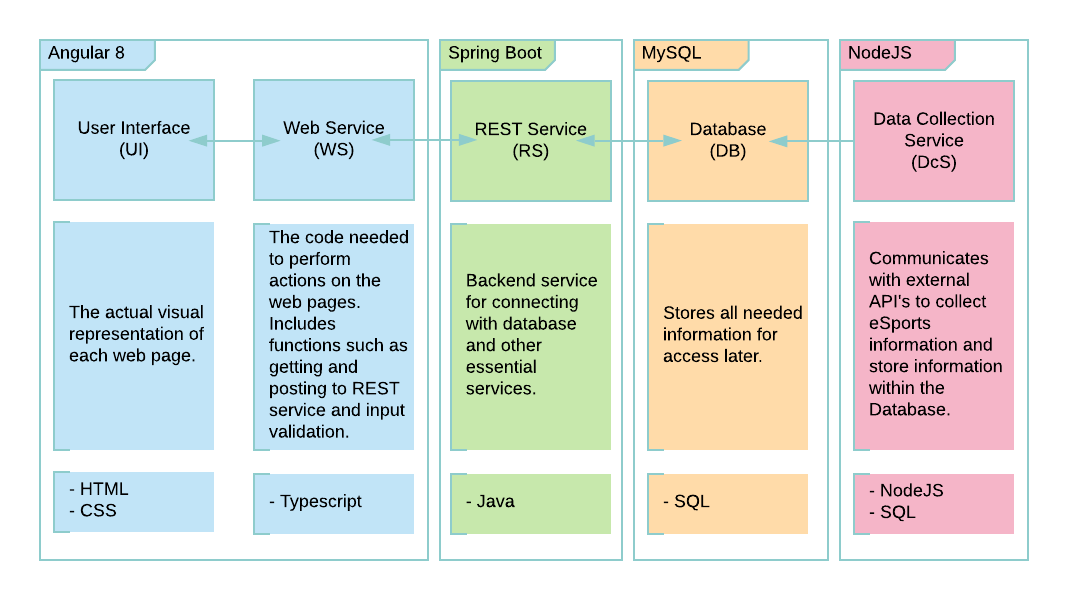 Angular 8
User Interface
(UI)
The actual visual
representation of
each web page.
- HTML
- CSS
Web Service
(WS)
The code needed
to perform
actions on the
web pages.
Includes
functions such as
getting and
posting to REST
service and input
validation.
- Typescript
Spring Boot
REST Service
(RS)
Backend service
for connecting
with database
and other
essential
services.
- Java
MySQL
Database
(DB)
Stores all needed
information for
access later.
- SQL
NodeJS
Data Collection
Service
(DcS)
Communicates
with external
API's to collect
eSports
information and
store information
within the
Database.
- NodeJS
- SQL